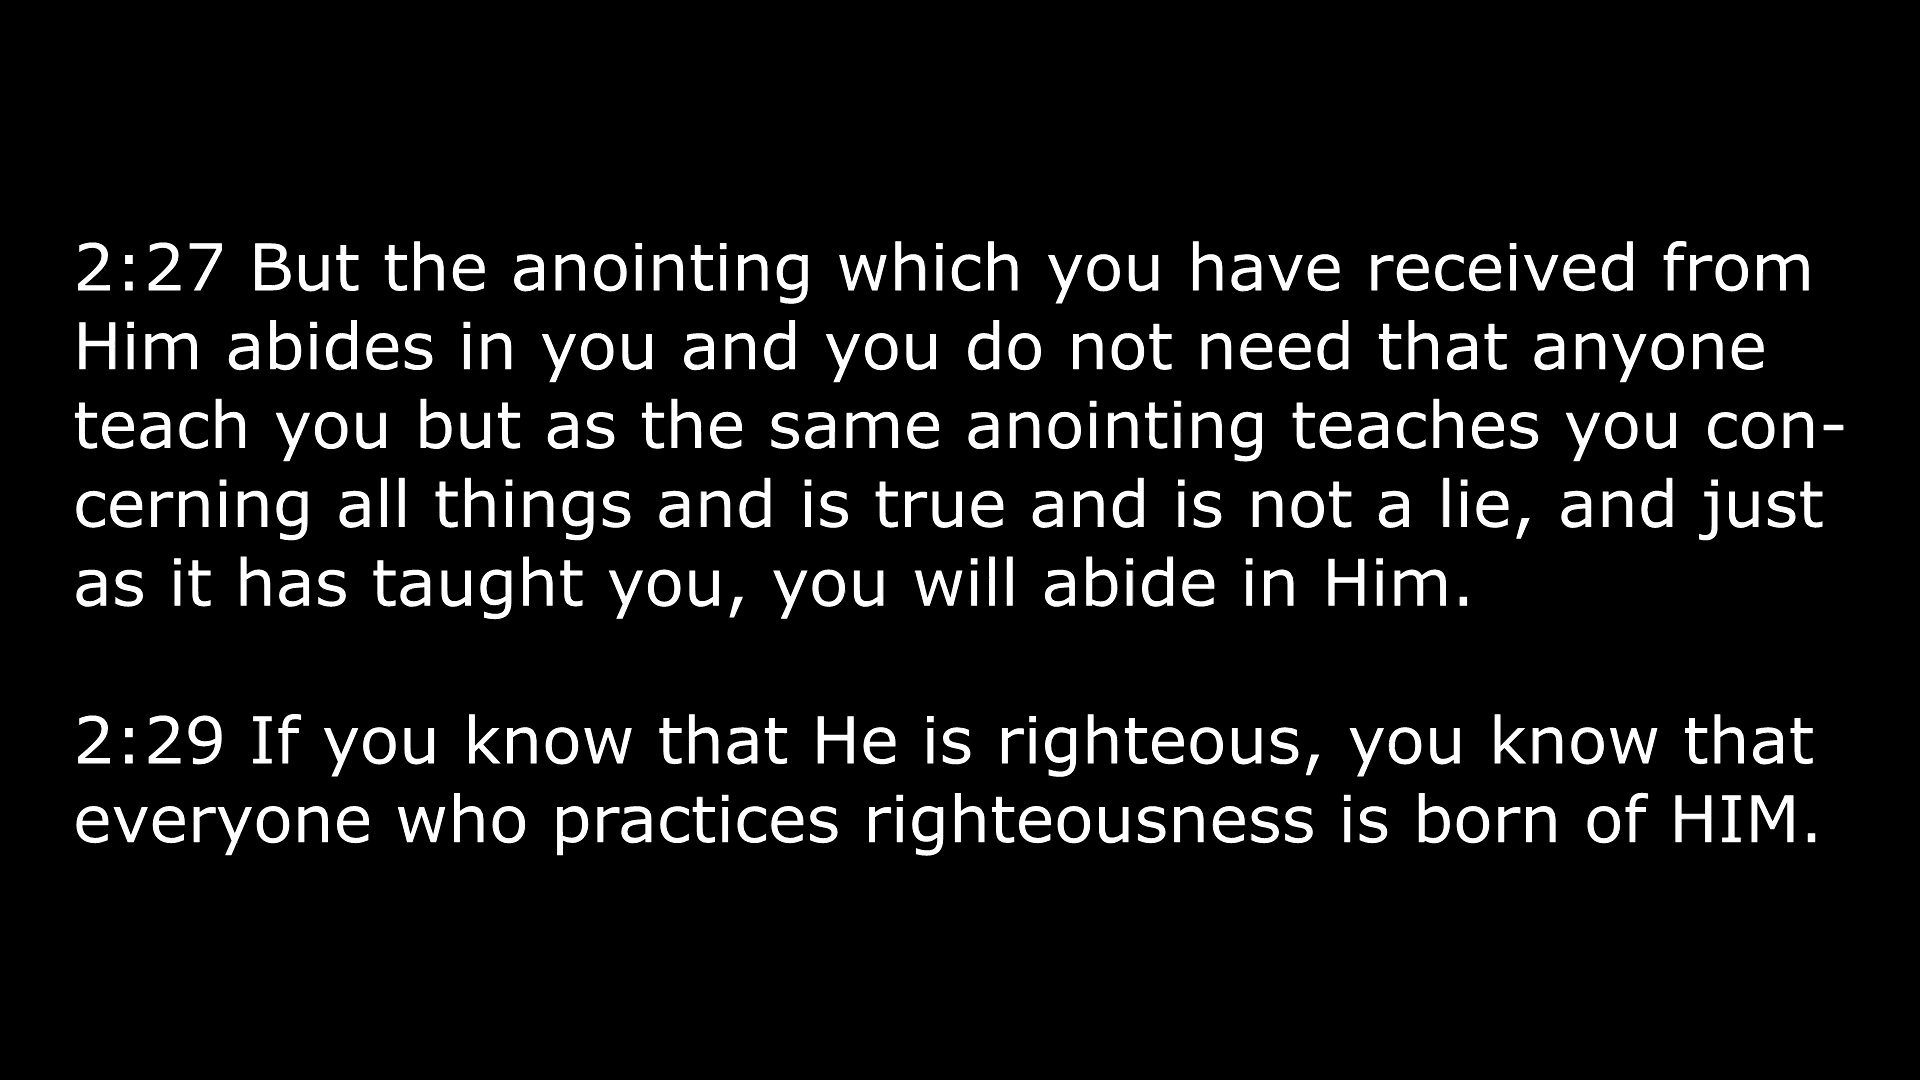 2:27 But the anointing which you have received from
Him abides in you and you do not need that anyone
teach you but as the same anointing teaches you con-
cerning all things and is true and is not a lie, and just
as it has taught you, you will abide in Him.
2:29 If you know that He is righteous, you know that
everyone who practices righteousness is born of HIM.